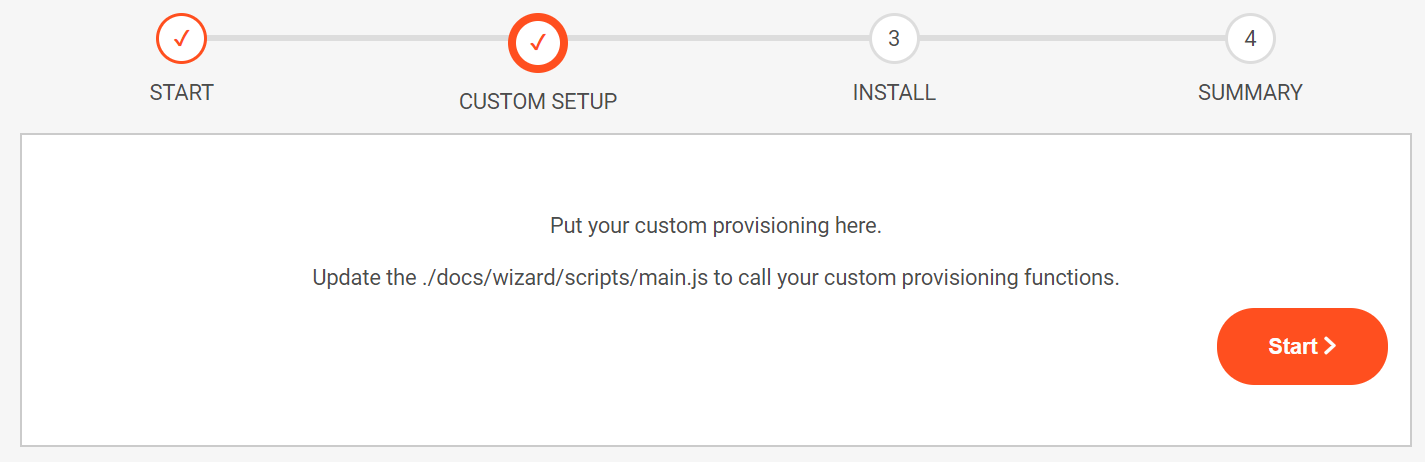 ✓
✓
3
4
START
CUSTOM SETUP
INSTALL
SUMMARY
Put your custom provisioning here.
Update the ./docs/wizard/scripts/main.js to call your custom provisioning functions.
Start >